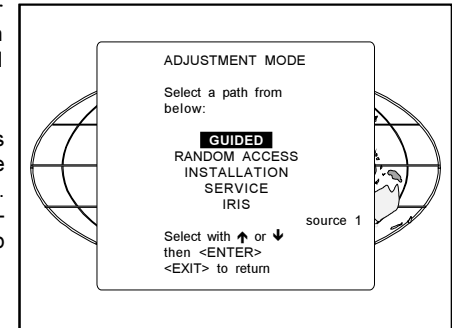 ADJUSTMENT MODE
Select a path from
below:
GUIDED
RANDOM ACCESS
INSTALLATION
SERVICE
IRIS
source 1
Select with ↑ or ↓
then <ENTER>
<EXIT> to return